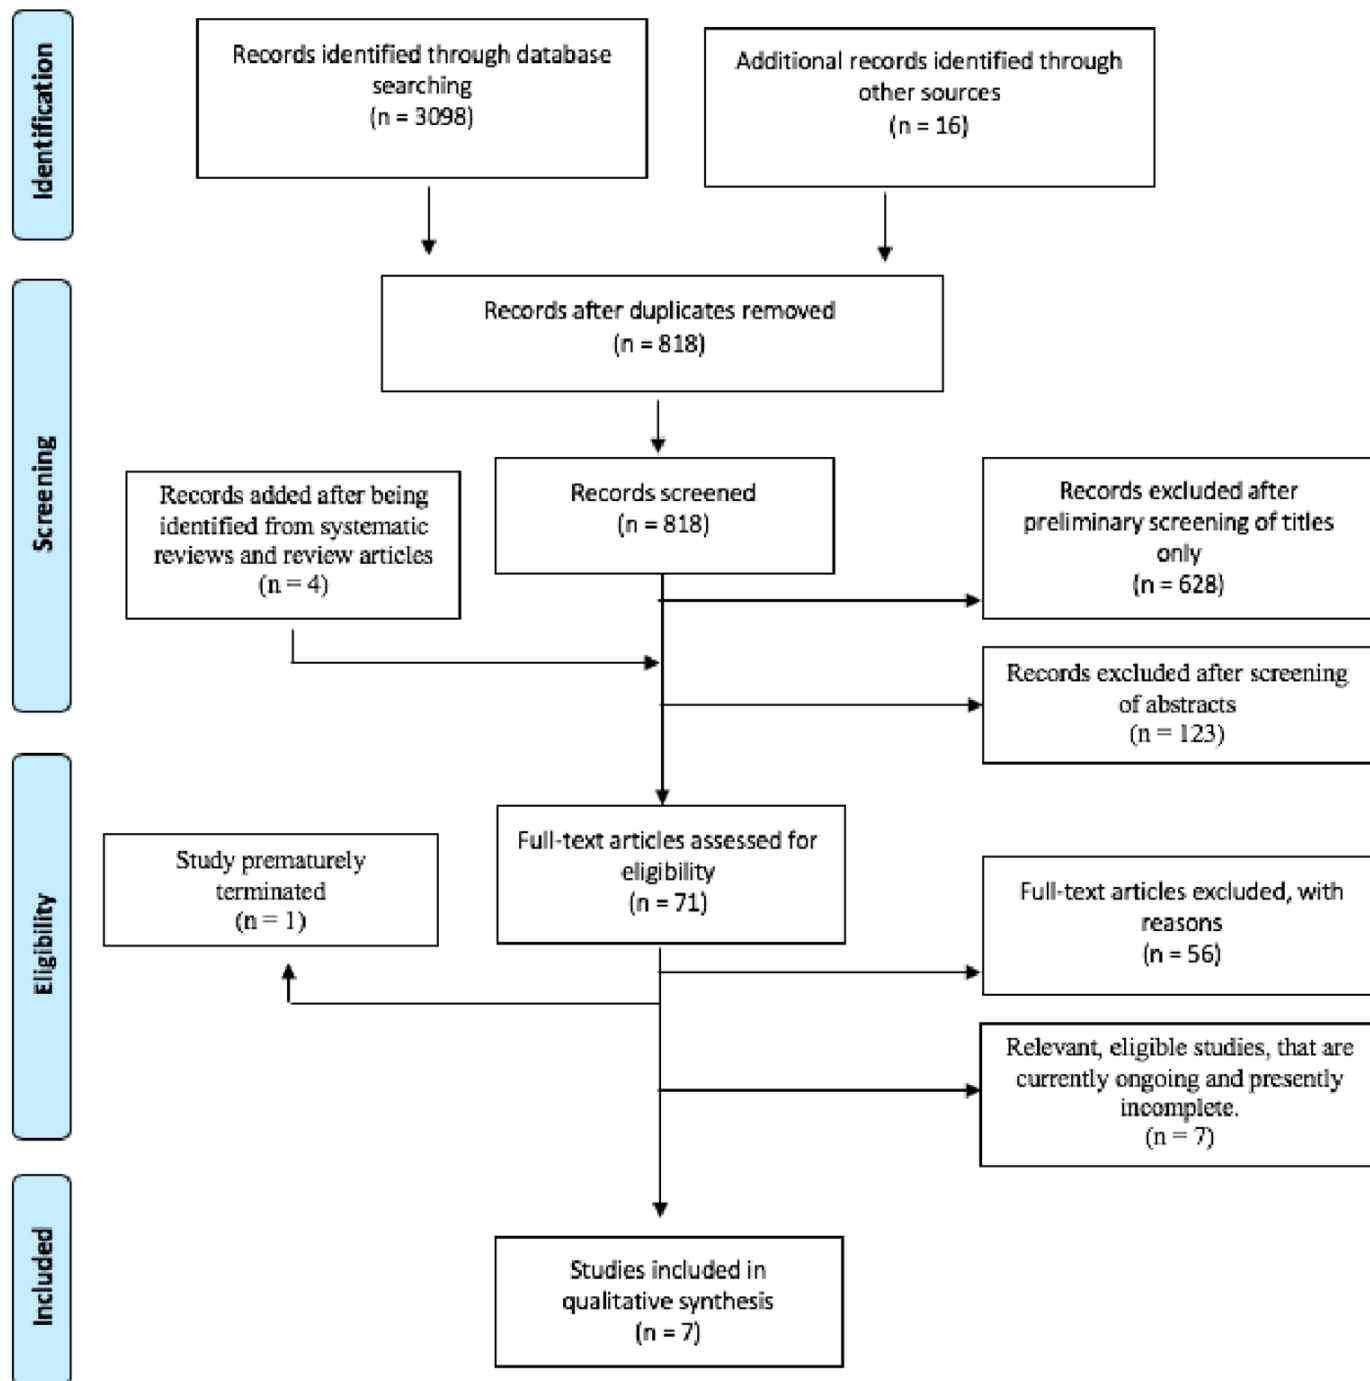 Identification
Records identified through database
searching
(n = 3098)
Additional records identified through
other sources
(n = 16)
Screening
Records after duplicates removed
(n = 818)
Records screened
(n = 818)
Records added after being
identified from systematic
reviews and review articles
(n = 4)
Records excluded after
preliminary screening of titles
only
(n = 628)
Records excluded after screening
of abstracts
(n = 123)
Eligibility
Full-text articles assessed for
eligibility
(n = 71)
Study prematurely
terminated
(n = 1)
Full-text articles excluded, with
reasons
(n = 56)
Relevant, eligible studies, that are
currently ongoing and presently
incomplete.
(n = 7)
Included
Studies included in
qualitative synthesis
(n = 7)